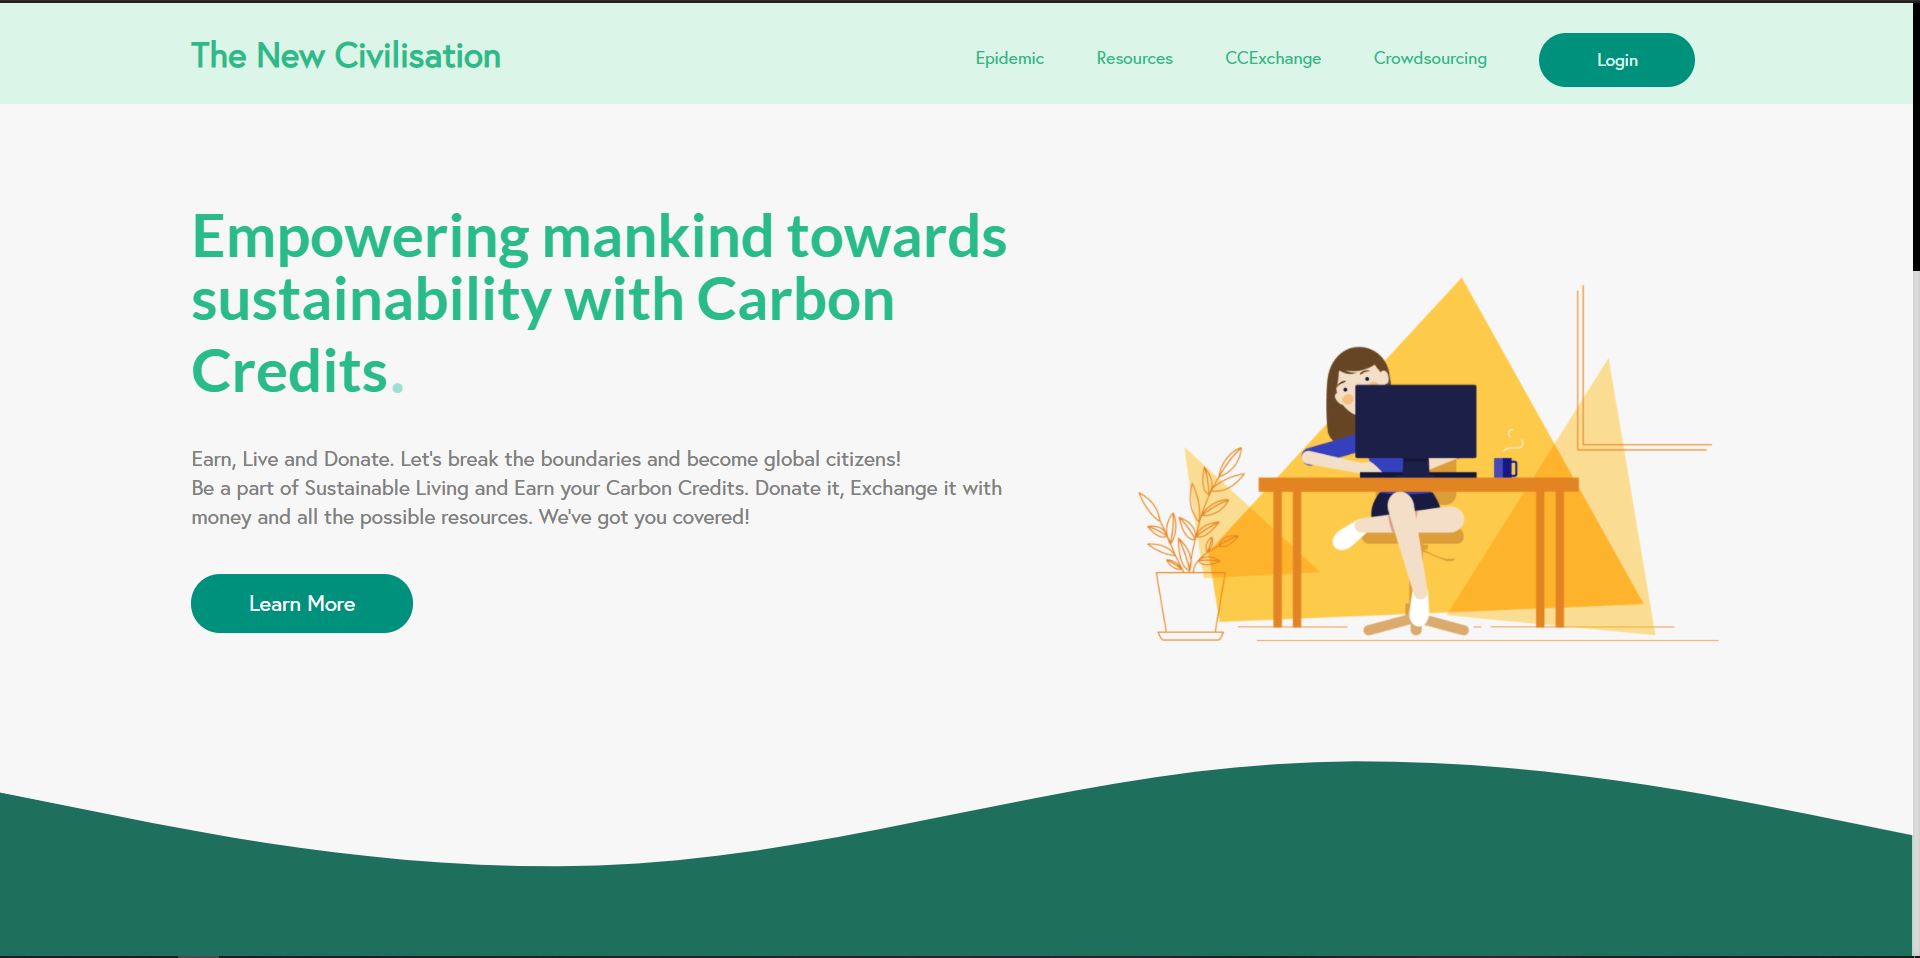 The New Civilisation
Epidemic
Resources
CCExchange
Crowdsourcing
Login
Empowering mankind towards
sustainability with Carbon
Credits.
Earn, Live and Donate. Let's break the boundaries and become global citizens!
Be a part of Sustainable Living and Earn your Carbon Credits. Donate it, Exchange it with
money and all the possible resources. We've got you covered!
Learn More